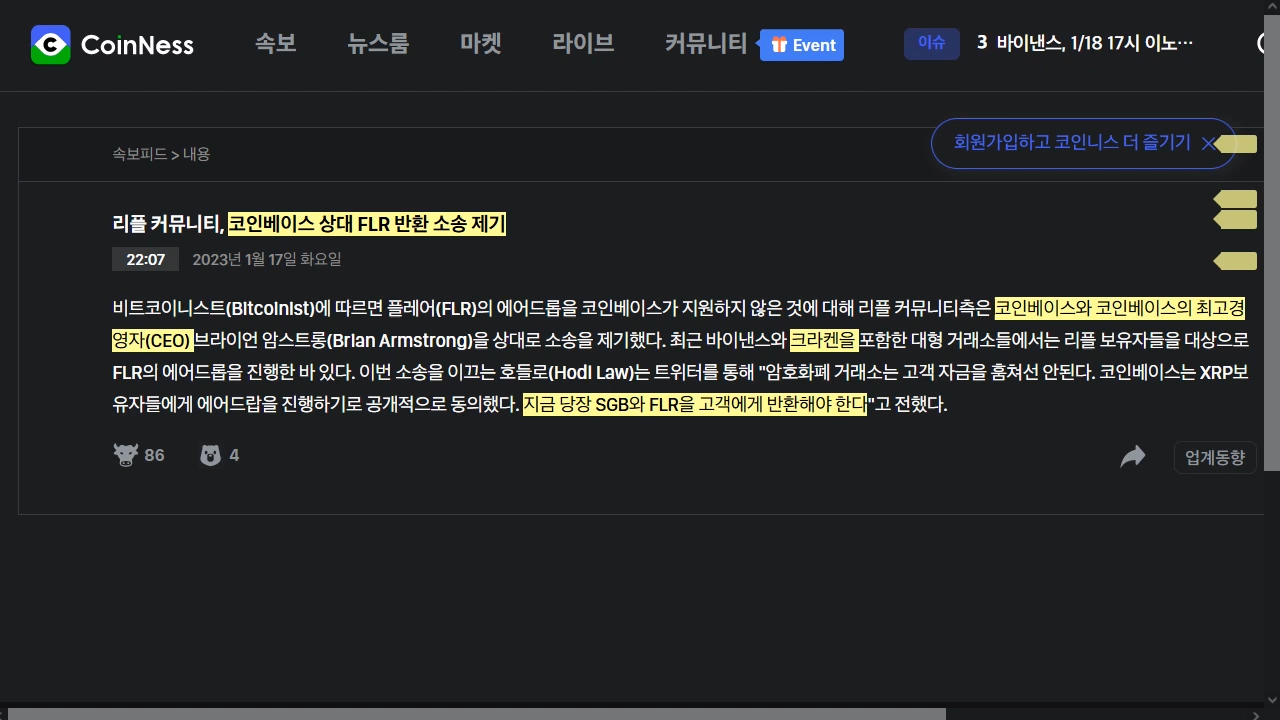 CoinNess 속보 뉴스룸 마켓 라이브 커뮤니티 Event 이슈 3 바이낸스, 1/18 17시 이노…
회원가입하고 코인니스 더 즐기기
속보피드 > 내용
리플 커뮤니티, 코인베이스 상대 FLR 반환 소송 제기
22:07 2023년 1월 17일 화요일
비트코이니스트(Bitcoinist)에 따르면 플레어(FLR)의 에어드롭을 코인베이스가 지원하지 않은 것에 대해 리플 커뮤니티측은 코인베이스와 코인베이스의 최고경
영자(CEO) 브라이언 암스트롱(Brian Armstrong)을 상대로 소송을 제기했다. 최근 바이낸스와 크라켄을 포함한 대형 거래소들에서는 리플 보유자들을 대상으로
FLR의 에어드롭을 진행한 바 있다. 이번 소송을 이끄는 호들로(Hodl Law)는 트위터를 통해 "암호화폐 거래소는 고객 자금을 훔쳐선 안된다. 코인베이스는 XRP보
유자들에게 에어드랍을 진행하기로 공개적으로 동의했다. 지금 당장 SGB와 FLR을 고객에게 반환해야 한다"고 전했다.
86 4 업계동향